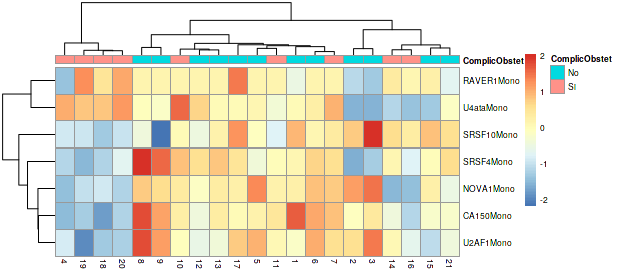 ComplicObstet
RAVER1Mono
U4ataMono
SRSF10Mono
SRSF4Mono
NOVA1Mono
CA150Mono
U2AF1Mono
4 19 18 20 8 9 10 12 13 17 5 11 1 6 7 2 3 14 16 15 21
2
1
0
-1
-2
ComplicObstet
No
SI